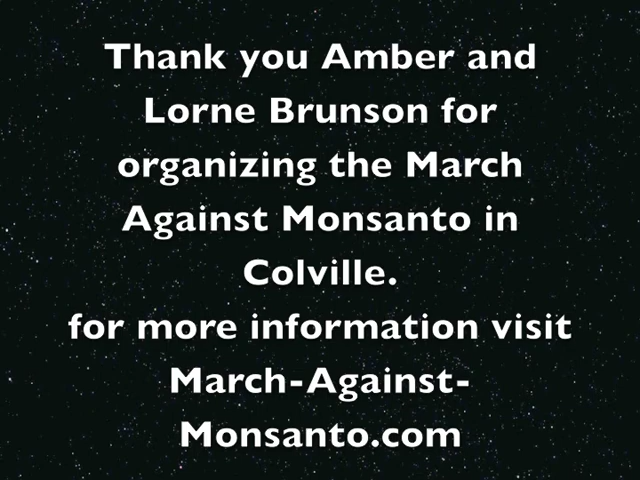 Thank you Amber and
Lorne Brunson for
organizing the March
Against Monsanto in
Colville.
for more information visit
March-Against-
Monsanto.com